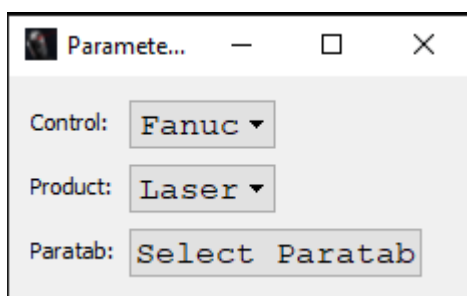 Paramete...
Control: Fanuc
Product: Laser
Paratab: Select Paratab